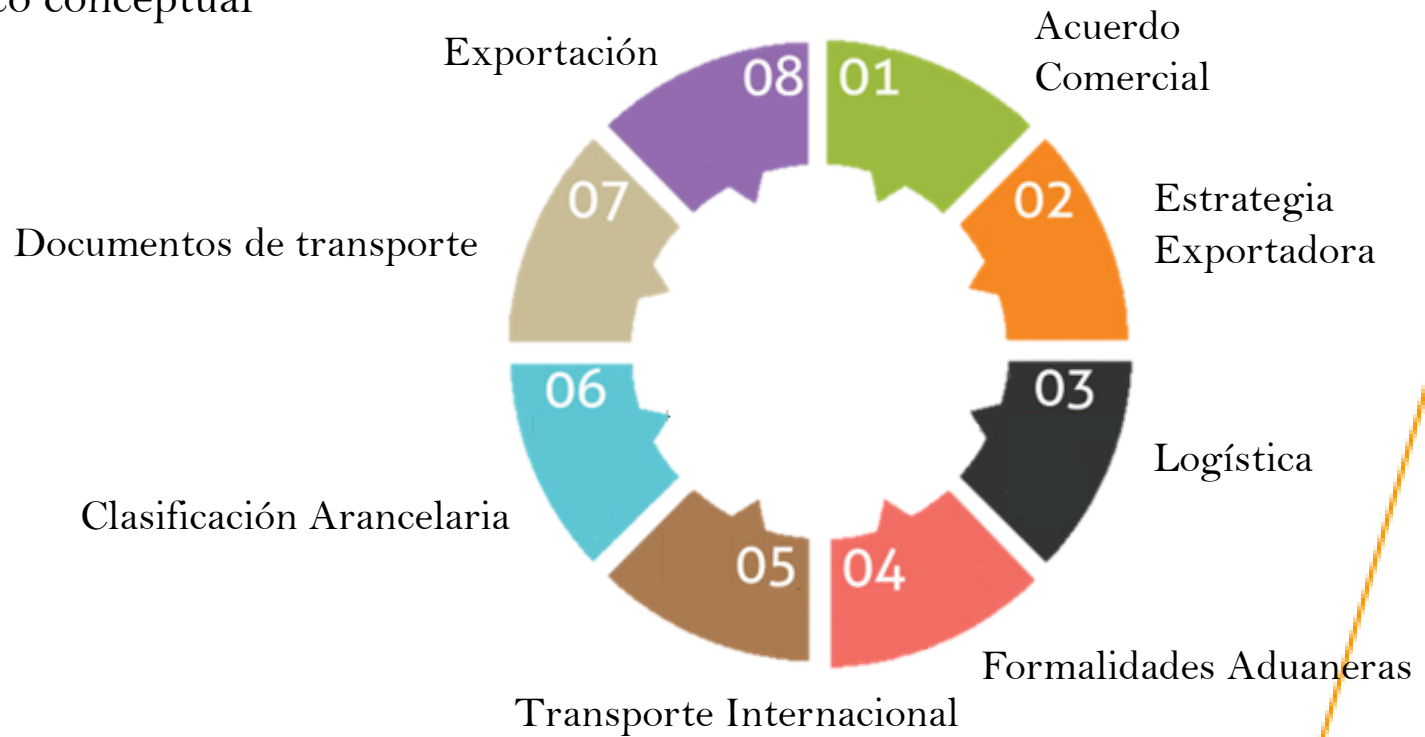 conceptual
08
01
Exportación
Acuerdo
Comercial
07
02
Documentos de transporte
Estrategia
Exportadora
06
03
Clasificación Arancelaria
Logística
05
04
Transporte Internacional
Formalidades Aduaneras